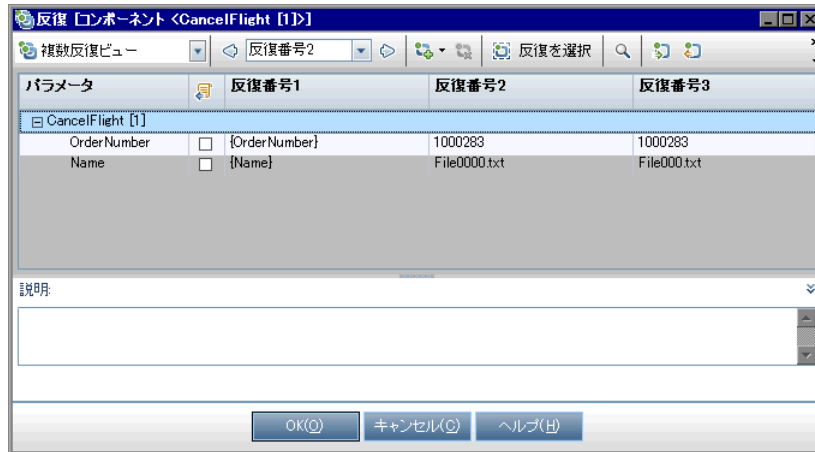 反復 [コンポーネント <CancelFlight [1]>]
複数反復ビュー 反復番号2 反復を選択
パラメータ 反復番号1 反復番号2 反復番号3
CancelFlight [1]
OrderNumber {OrderNumber} 1000283 1000283
Name {Name} File0000.txt File000.txt
説明:
OK(O) キャンセル(C) ヘルプ(H)